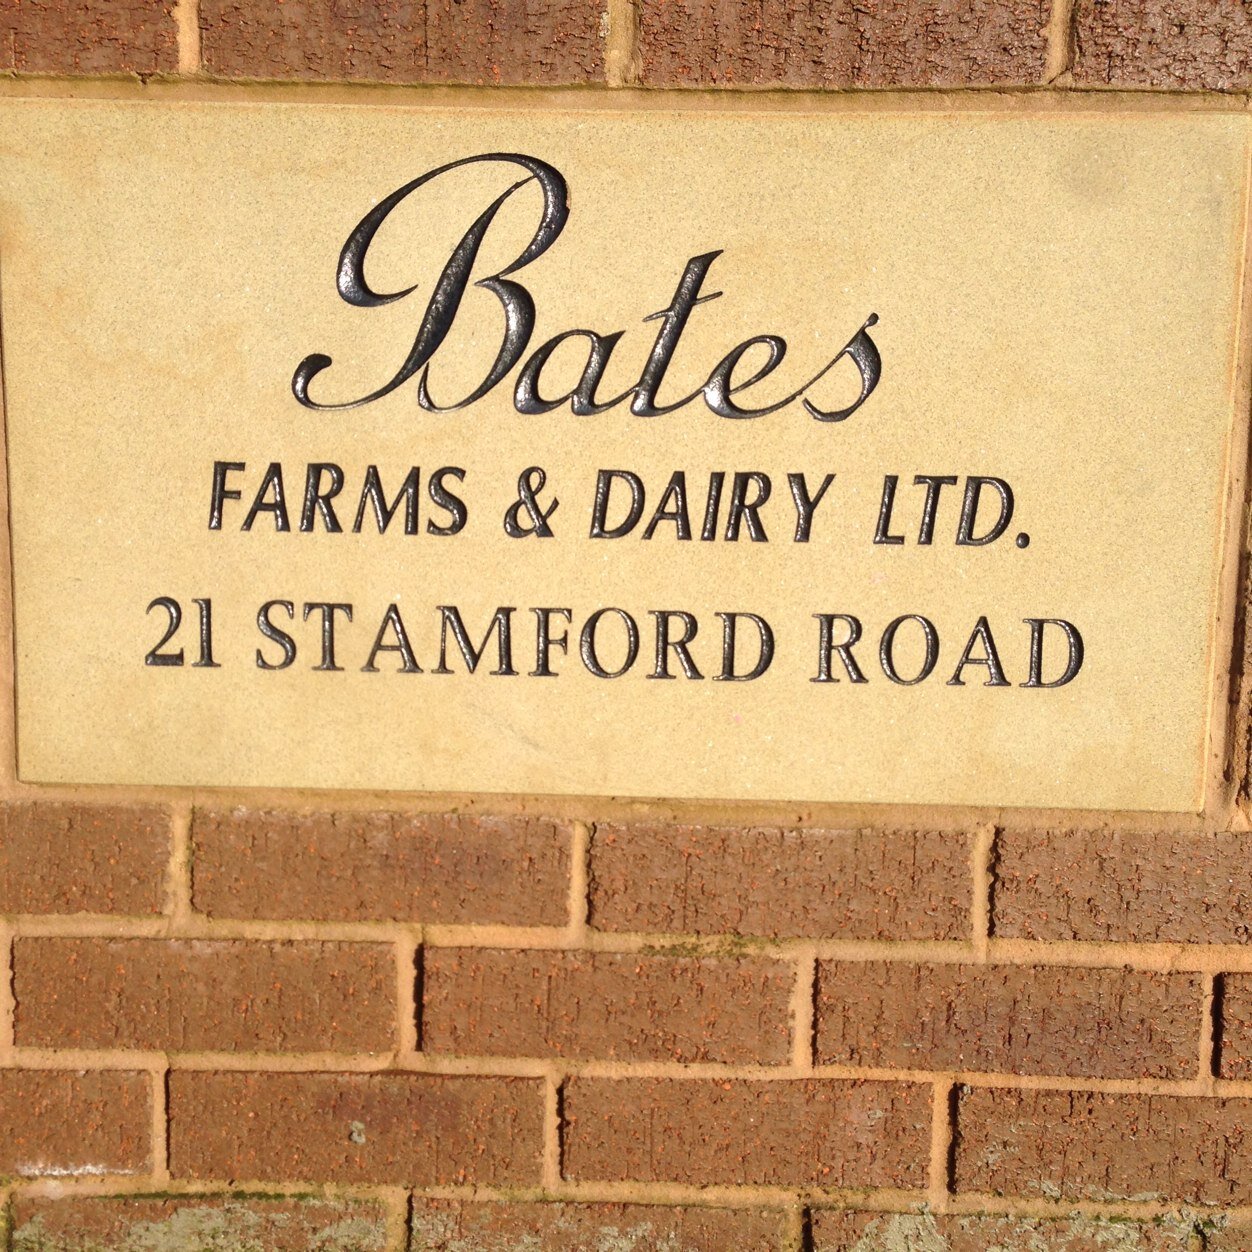 Bates
FARMS & DAIRY LTD.
21 STAMFORD ROAD